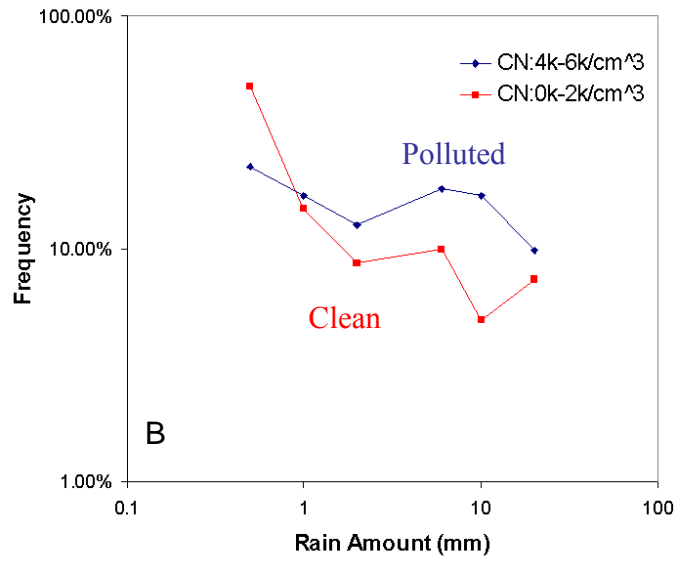 100.00%
CN:4k-6k/cm^3
CN:0k-2k/cm^3
Polluted
Frequency
10.00%
Clean
B
1.00%
0.1
1
10
100
Rain Amount (mm)